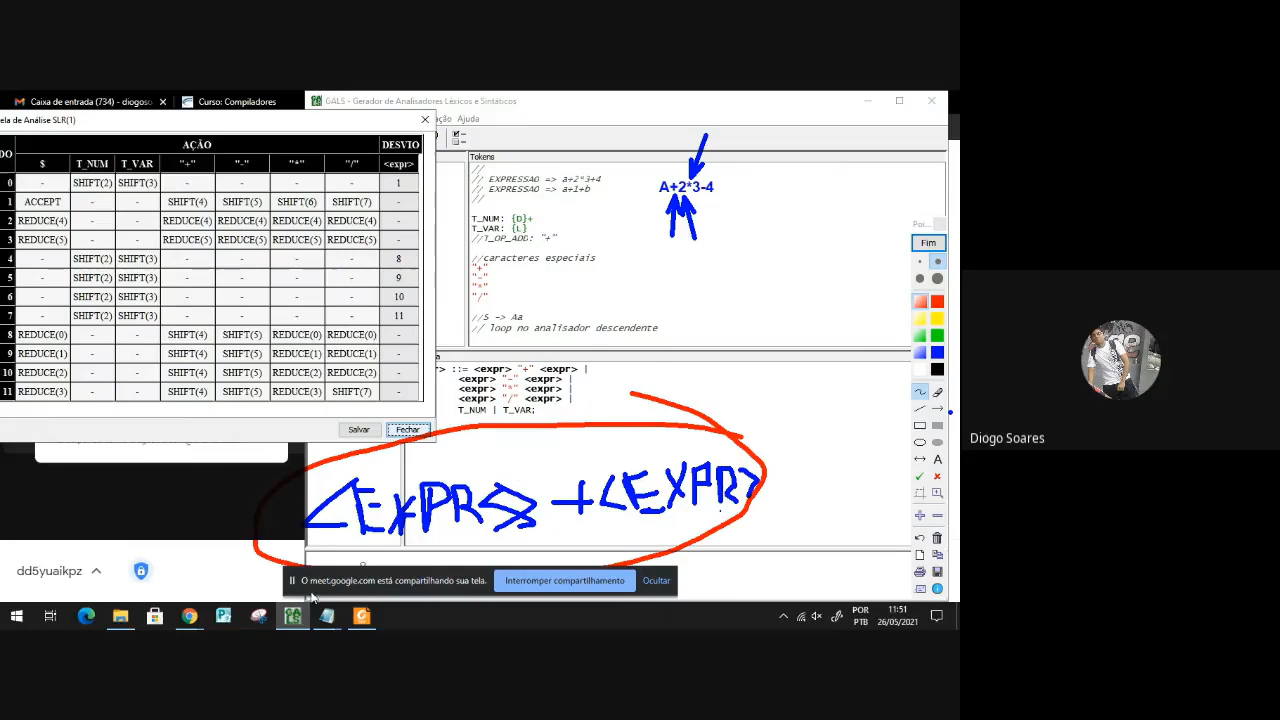 Caixa de entrada (734) - diogoso
Curso: Compiladores
GALS - Gerador de Analisadores Léxicos e Sintáticos
ela de Análise SLR(1)
ação Ajuda
DO AÇÃO DESVIO
$ T_NUM T_VAR "+" "-" "*" "/" <expr>
0 - SHIFT(2) SHIFT(3) - - - - 1
1 ACCEPT - - SHIFT(4) SHIFT(5) SHIFT(6) SHIFT(7) -
2 REDUCE(4) - - REDUCE(4) REDUCE(4) REDUCE(4) REDUCE(4) -
3 REDUCE(5) - - REDUCE(5) REDUCE(5) REDUCE(5) REDUCE(5) -
4 - SHIFT(2) SHIFT(3) - - - - 8
5 - SHIFT(2) SHIFT(3) - - - - 9
6 - SHIFT(2) SHIFT(3) - - - - 10
7 - SHIFT(2) SHIFT(3) - - - - 11
8 REDUCE(0) - - SHIFT(4) SHIFT(5) REDUCE(0) REDUCE(0) -
9 REDUCE(1) - - SHIFT(4) SHIFT(5) REDUCE(1) REDUCE(1) -
10 REDUCE(2) - - SHIFT(4) SHIFT(5) REDUCE(2) REDUCE(2) -
11 REDUCE(3) - - SHIFT(4) SHIFT(5) REDUCE(3) SHIFT(7) -
Salvar Fechar
Tokens
//
// EXPRESSAO => a+2*3+4
// EXPRESSAO => a+1+b
//
T_NUM: {D}+
T_VAR: {L}
//T_OP_ADD: "+"
//caracteres especiais
"+"
"-"
"*"
"/"
//S -> Aa
// loop no analisador descendente
A+2*3-4
a
> ::= <expr> "+" <expr> |
<expr> "-" <expr> |
<expr> "*" <expr> |
<expr> "/" <expr> |
T_NUM | T_VAR;
<EXPR> + <EXPR>
Poi...
Fim
A
Diogo Soares
dd5yuaikpz
O meet.google.com está compartilhando sua tela. Interromper compartilhamento Ocultar
POR
PTB
11:51
26/05/2021